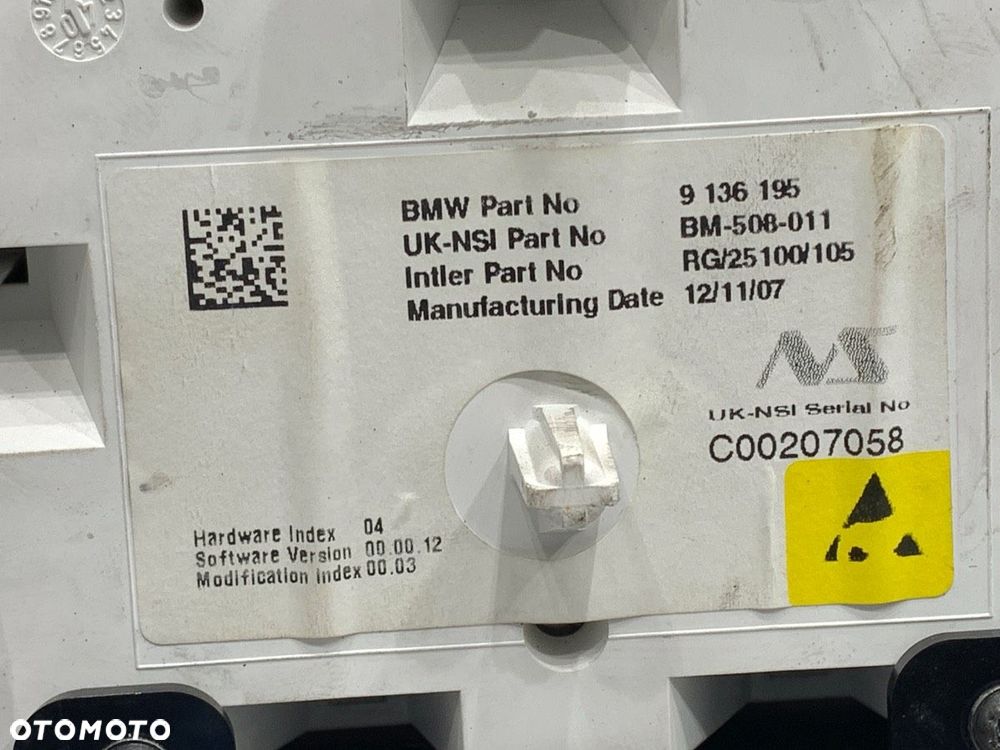 BMW Part No 9 136 195
UK-NSI Part No BM-508-011
Intler Part No RG/25100/105
Manufacturing Date 12/11/07
UK-NSI Serial No
C00207058
Hardware Index 04
Software Version 00.00.12
Modification Index 00.03
OTOMOTO